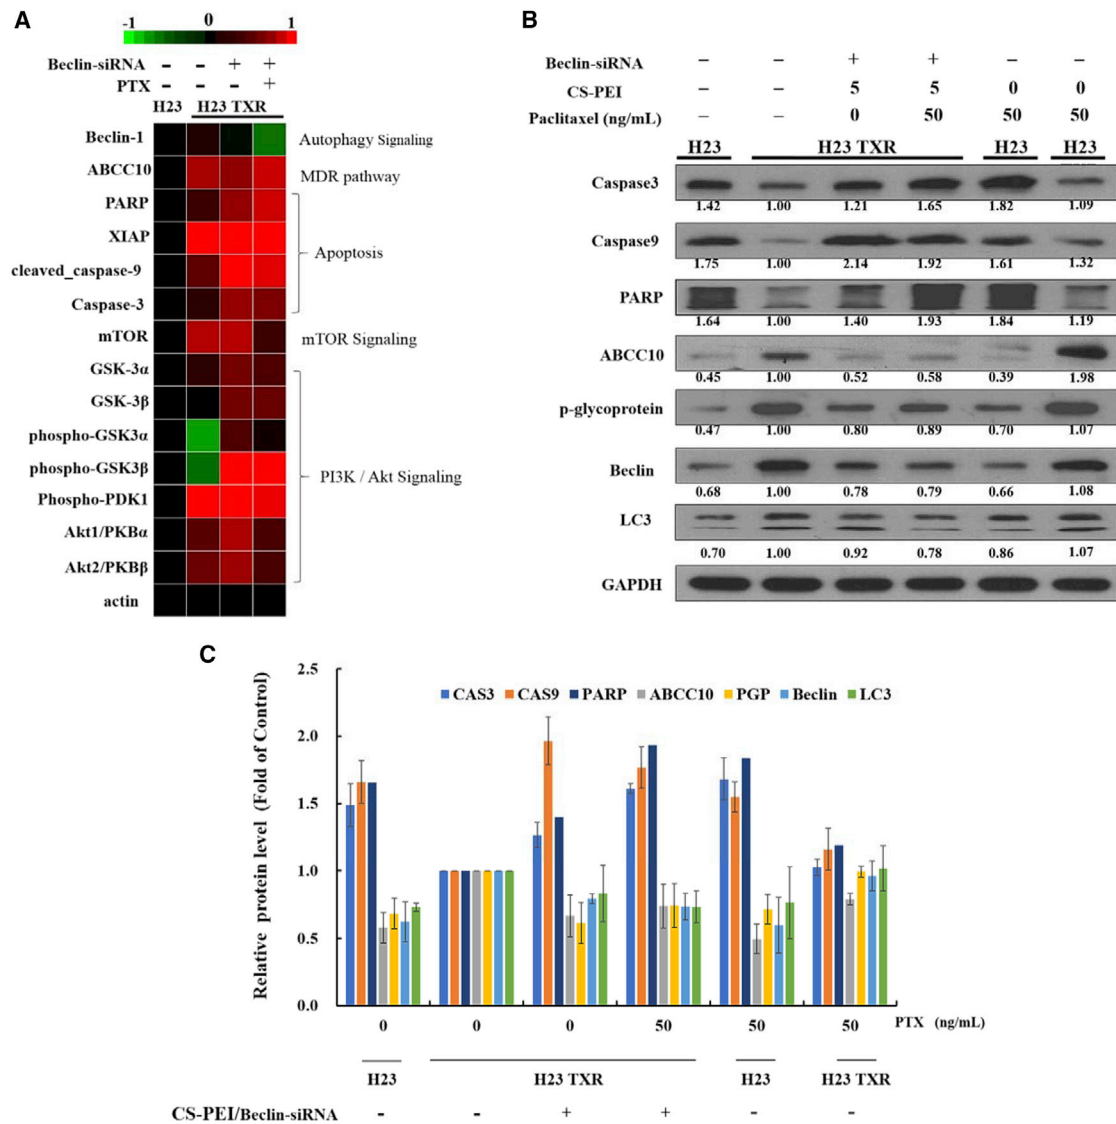 A
-1 0 1
Beclin-siRNA - - + +
PTX - - - +
H23 H23 TXR
Beclin-1 Autophagy Signaling
ABCC10 MDR pathway
PARP
XIAP
Apoptosis
cleaved_caspase-9
Caspase-3
mTOR mTOR Signaling
GSK-3α
GSK-3β
phospho-GSK3α
phospho-GSK3β PI3K / Akt Signaling
Phospho-PDK1
Akt1/PKBα
Akt2/PKBβ
actin
B
Beclin-siRNA - - + + - -
CS-PEI - - 5 5 0 0
Paclitaxel (ng/mL) - - 0 50 50 50
H23 H23 TXR H23 H23
Caspase3
1.42 1.00 1.21 1.65 1.82 1.09
Caspase9
1.75 1.00 2.14 1.92 1.61 1.32
PARP
1.64 1.00 1.40 1.93 1.84 1.19
ABCC10
0.45 1.00 0.52 0.58 0.39 1.98
p-glycoprotein
0.47 1.00 0.80 0.89 0.70 1.07
Beclin
0.68 1.00 0.78 0.79 0.66 1.08
LC3
0.70 1.00 0.92 0.78 0.86 1.07
GAPDH
C
Relative protein level (Fold of Control)
2.5
2.0
1.5
1.0
0.5
0.0
CAS3 CAS9 PARP ABCC10 PGP Beclin LC3
0 0 0 50 50 50 PTX (ng/mL)
H23 H23 TXR H23 H23 TXR
CS-PEI/Beclin-siRNA - - + + - -